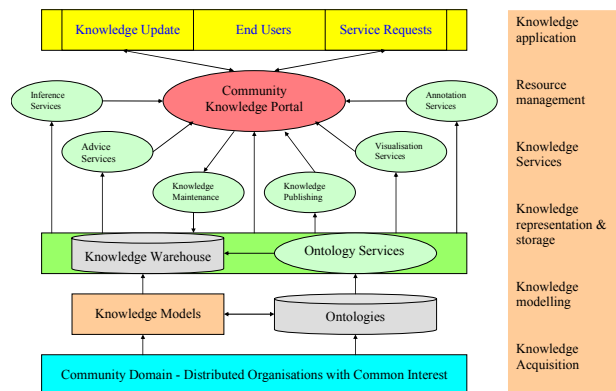 Knowledge Update
End Users
Service Requests
Knowledge
application
Inference
Services
Community
Knowledge Portal
Annotation
Services
Resource
management
Advice
Services
Visualisation
Services
Knowledge
Services
Knowledge
Maintenance
Knowledge
Publishing
Knowledge
representation &
storage
Knowledge Warehouse
Ontology Services
Knowledge
modelling
Knowledge Models
Ontologies
Knowledge
Acquisition
Community Domain - Distributed Organisations with Common Interest